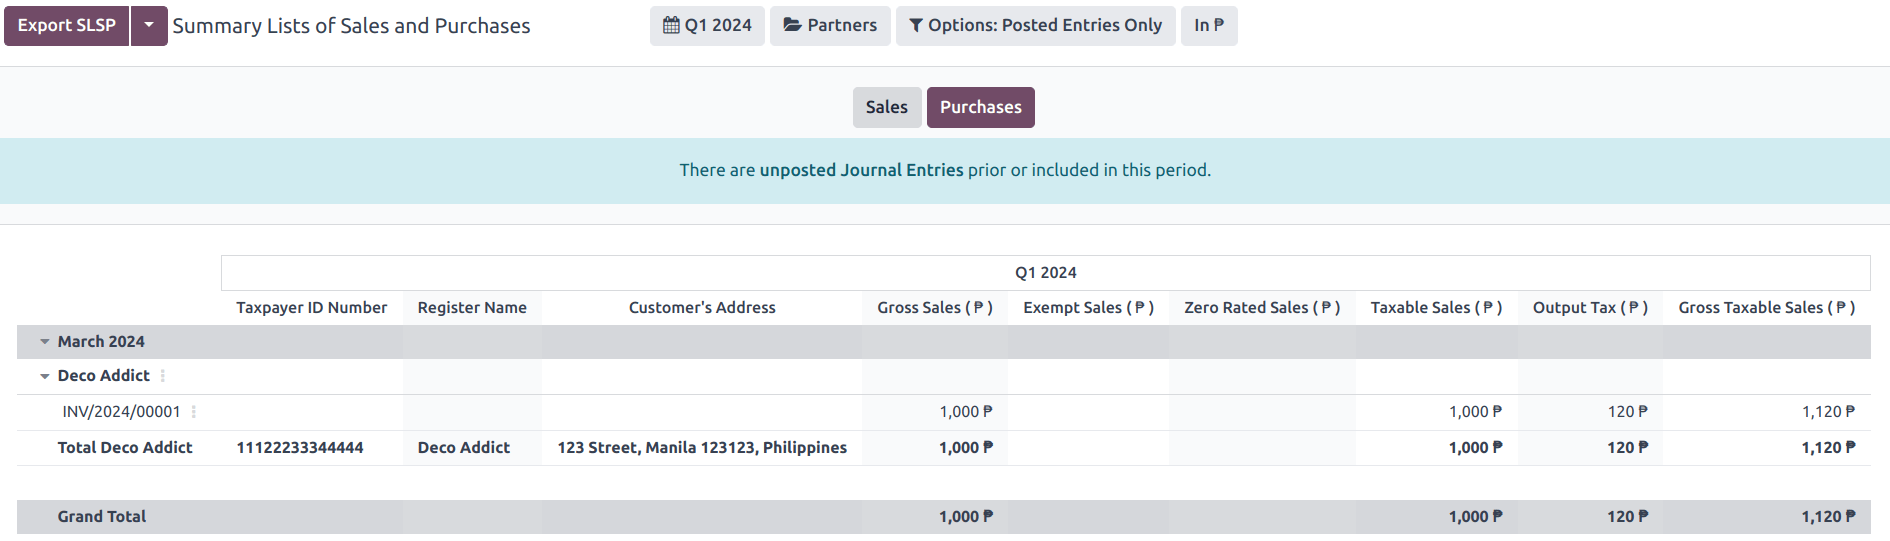 Export SLSP Summary Lists of Sales and Purchases Q1 2024 Partners Options: Posted Entries Only In ₱
Sales Purchases
There are unposted Journal Entries prior or included in this period.
Q1 2024
Taxpayer ID Number Register Name Customer's Address Gross Sales ( ₱ ) Exempt Sales ( ₱ ) Zero Rated Sales ( ₱ ) Taxable Sales ( ₱ ) Output Tax ( ₱ ) Gross Taxable Sales ( ₱ )
March 2024
Deco Addict
INV/2024/00001 1,000 ₱ 1,000 ₱ 120 ₱ 1,120 ₱
Total Deco Addict 11122233344444 Deco Addict 123 Street, Manila 123123, Philippines 1,000 ₱ 1,000 ₱ 120 ₱ 1,120 ₱
Grand Total 1,000 ₱ 1,000 ₱ 120 ₱ 1,120 ₱